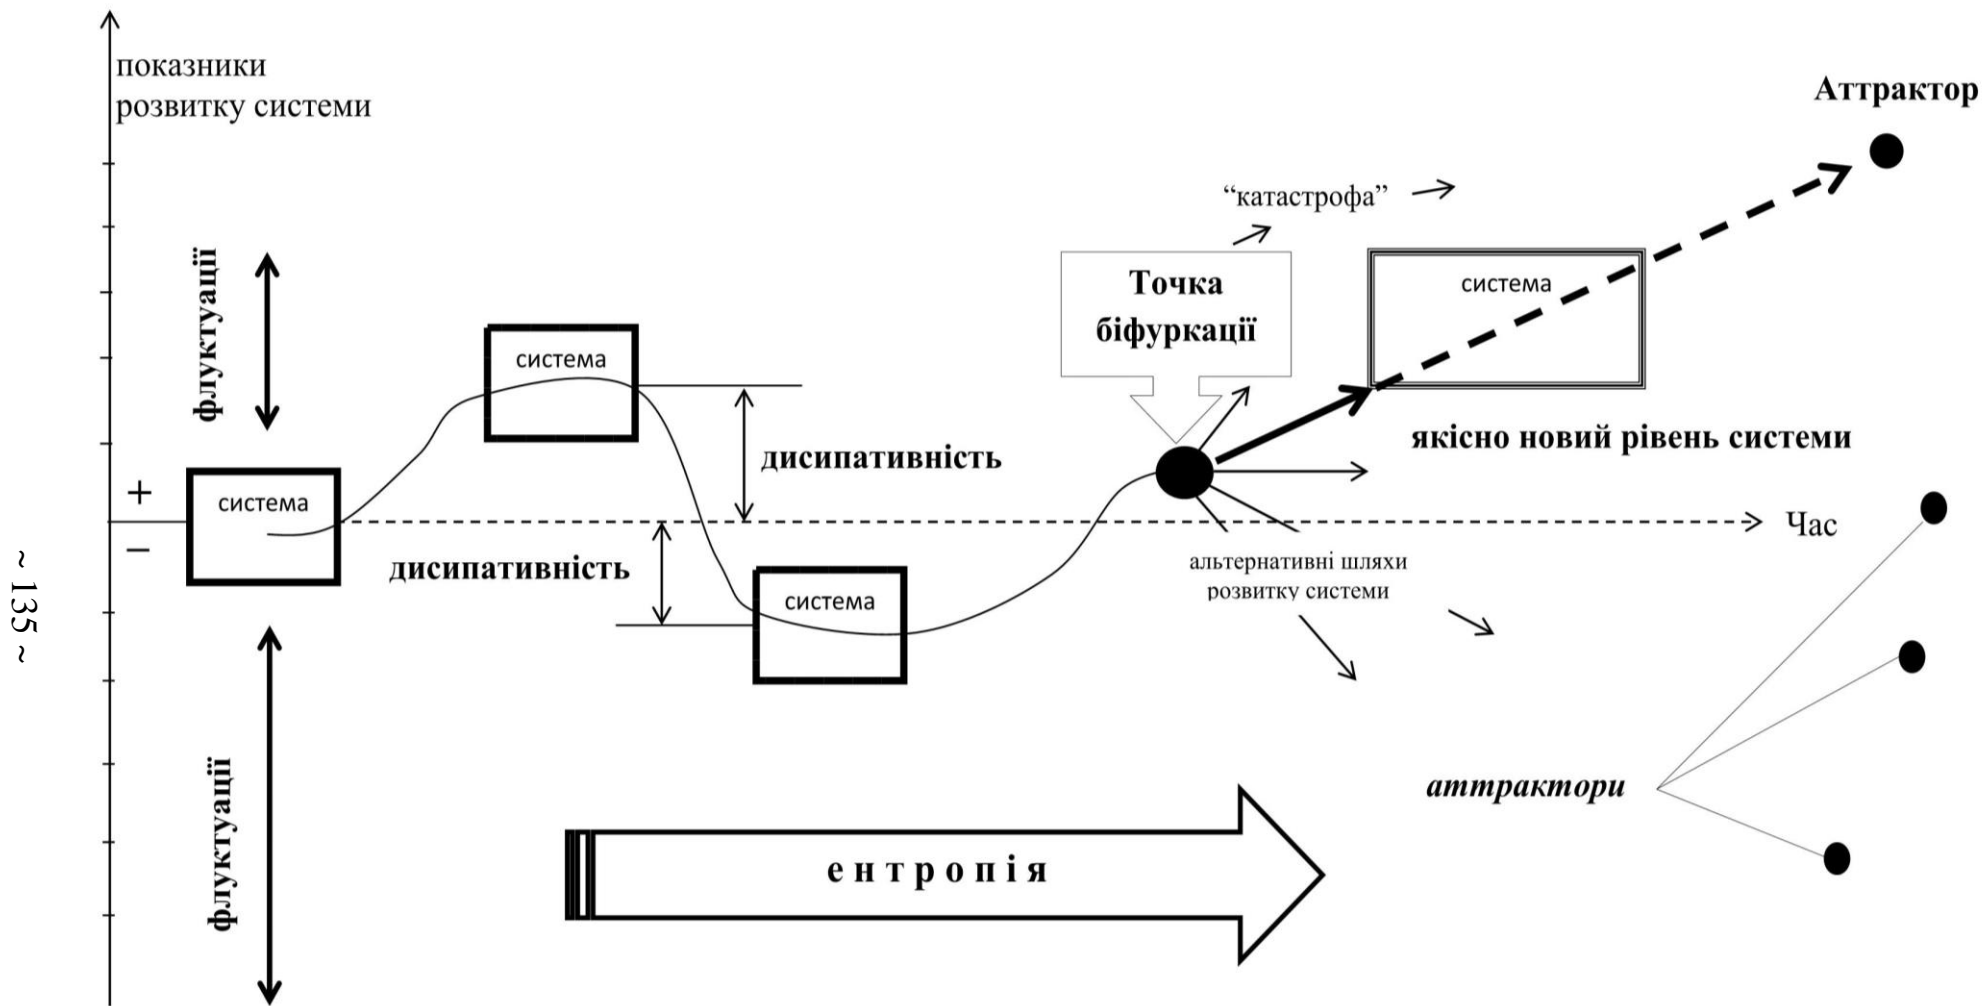 показники
розвитку системи
Аттрактор
“катастрофа”
флуктуації
Точка
біфуркації
система
система
якісно новий рівень системи
дисипативність
+
система
–
Час
дисипативність
альтернативні шляхи
розвитку системи
система
~ 135 ~
аттрактори
флуктуації
ентропія